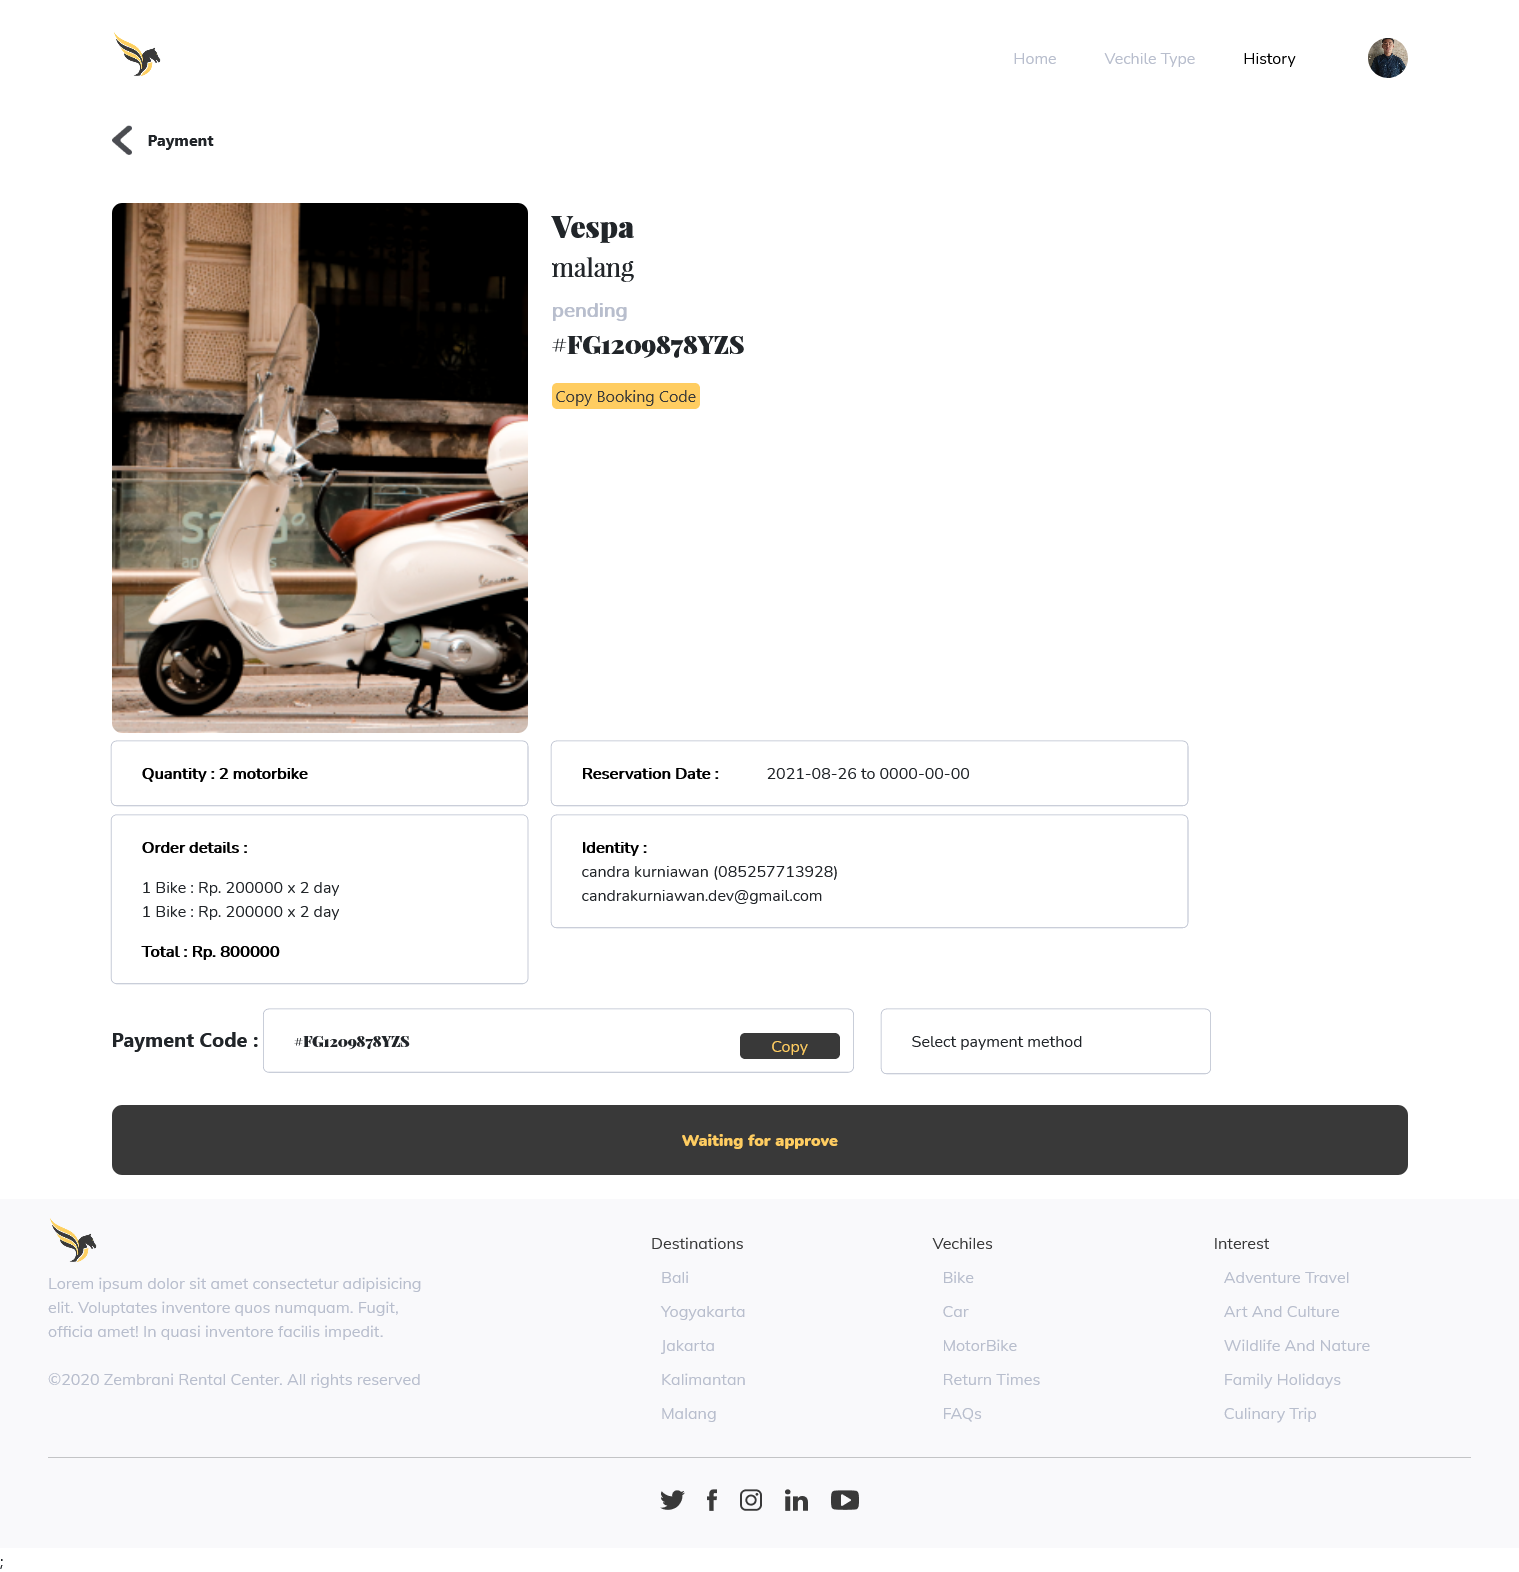 Home Vechile Type History
Payment
Vespa
malang
pending
#FG1209878YZS
Copy Booking Code
Quantity : 2 motorbike
Reservation Date : 2021-08-26 to 0000-00-00
Order details :
1 Bike : Rp. 200000 x 2 day
1 Bike : Rp. 200000 x 2 day
Total : Rp. 800000
Identity :
candra kurniawan (085257713928)
candrakurniawan.dev@gmail.com
Payment Code :
#FG1209878YZS
Copy
Select payment method
Waiting for approve
Lorem ipsum dolor sit amet consectetur adipisicing
elit. Voluptates inventore quos numquam. Fugit,
officia amet! In quasi inventore facilis impedit.
©2020 Zembrani Rental Center. All rights reserved
Destinations
Bali
Yogyakarta
Jakarta
Kalimantan
Malang
Vechiles
Bike
Car
MotorBike
Return Times
FAQs
Interest
Adventure Travel
Art And Culture
Wildlife And Nature
Family Holidays
Culinary Trip
;